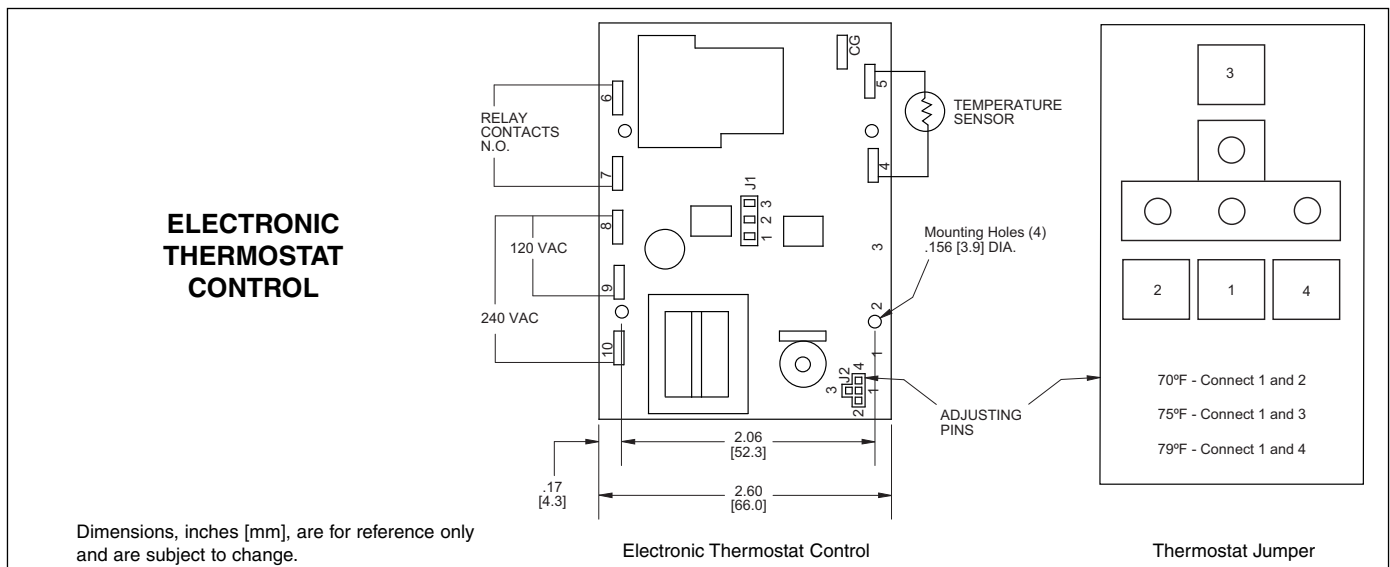 ELECTRONIC
THERMOSTAT
CONTROL
Dimensions, inches [mm], are for reference only
and are subject to change.
RELAY
CONTACTS
N.O.
120 VAC
240 VAC
6
7
8
9
10
CG
5
4
3
2
1
J1
3
2
1
J2
3
4
1
2
TEMPERATURE
SENSOR
Mounting Holes (4)
.156 [3.9] DIA.
ADJUSTING
PINS
.17
[4.3]
2.06
[52.3]
2.60
[66.0]
Electronic Thermostat Control
3
2
1
4
70ºF - Connect 1 and 2
75ºF - Connect 1 and 3
79ºF - Connect 1 and 4
Thermostat Jumper